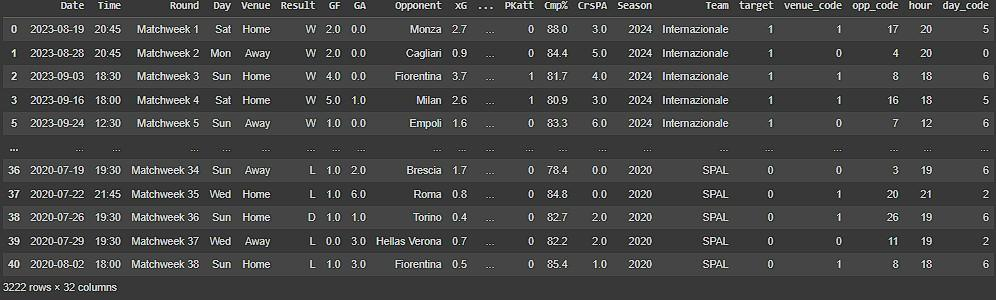 Date Time Round Day Venue Result GF GA Opponent xG ... PKatt Cmp% CrsPA Season Team target venue_code opp_code hour day_code
0 2023-08-19 20:45 Matchweek 1 Sat Home W 2.0 0.0 Monza 2.7 ... 0 88.0 3.0 2024 Internazionale 1 1 17 20 5
1 2023-08-28 20:45 Matchweek 2 Mon Away W 2.0 0.0 Cagliari 0.9 ... 0 84.4 5.0 2024 Internazionale 1 0 4 20 0
2 2023-09-03 18:30 Matchweek 3 Sun Home W 4.0 0.0 Fiorentina 3.7 ... 1 81.7 4.0 2024 Internazionale 1 1 8 18 6
3 2023-09-16 18:00 Matchweek 4 Sat Home W 5.0 1.0 Milan 2.6 ... 1 80.9 3.0 2024 Internazionale 1 1 16 18 5
5 2023-09-24 12:30 Matchweek 5 Sun Away W 1.0 0.0 Empoli 1.6 ... 0 83.3 6.0 2024 Internazionale 1 0 7 12 6
... ... ... ... ... ... ... ... ... ... ... ... ... ... ... ... ... ... ... ... ... ...
36 2020-07-19 19:30 Matchweek 34 Sun Away L 1.0 2.0 Brescia 1.7 ... 0 78.4 0.0 2020 SPAL 0 0 3 19 6
37 2020-07-22 21:45 Matchweek 35 Wed Home L 1.0 6.0 Roma 0.8 ... 0 84.8 0.0 2020 SPAL 0 1 20 21 2
38 2020-07-26 19:30 Matchweek 36 Sun Home D 1.0 1.0 Torino 0.4 ... 0 82.7 2.0 2020 SPAL 0 1 26 19 6
39 2020-07-29 19:30 Matchweek 37 Wed Away L 0.0 3.0 Hellas Verona 0.7 ... 0 82.2 2.0 2020 SPAL 0 0 11 19 2
40 2020-08-02 18:00 Matchweek 38 Sun Home L 1.0 3.0 Fiorentina 0.5 ... 0 85.4 1.0 2020 SPAL 0 1 8 18 6
3222 rows × 32 columns